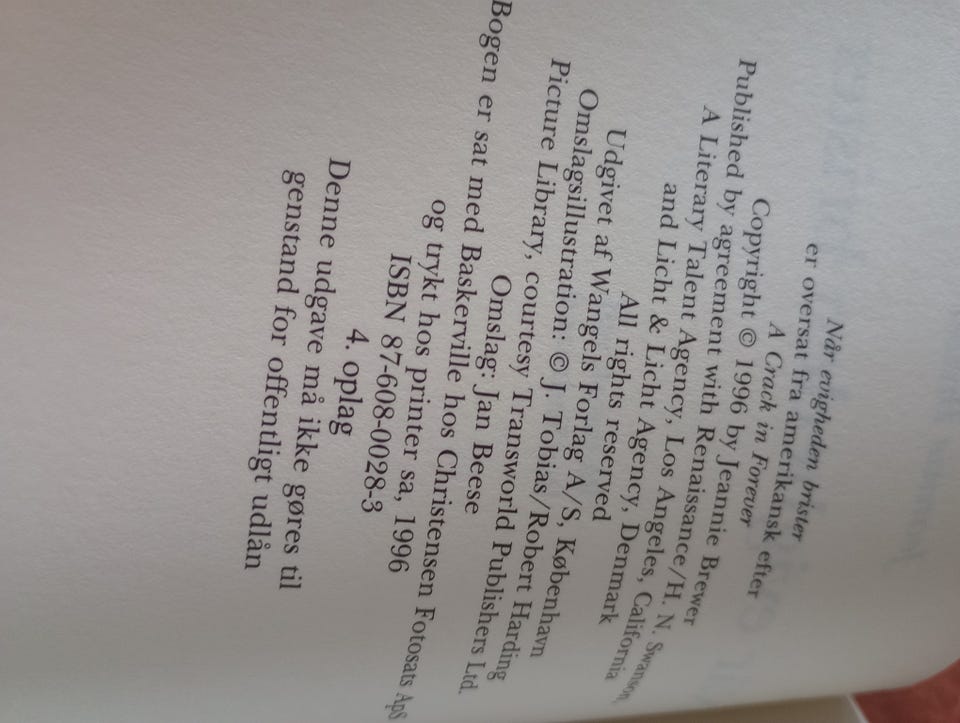 Når evigheden brister
er oversat fra amerikansk efter
A Crack in Forever
Copyright © 1996 by Jeannie Brewer
Published by agreement with Renaissance/H. N. Swanson,
A Literary Talent Agency, Los Angeles, California
and Licht & Licht Agency, Denmark
All rights reserved
Udgivet af Wangels Forlag A/S, København
Omslagsillustration: © J. Tobias/Robert Harding
Picture Library, courtesy Transworld Publishers Ltd.
Omslag: Jan Beese
Bogen er sat med Baskerville hos Christensen Fotosats ApS
og trykt hos printer sa, 1996
ISBN 87-608-0028-3
4. oplag
Denne udgave må ikke gøres til
genstand for offentligt udlån